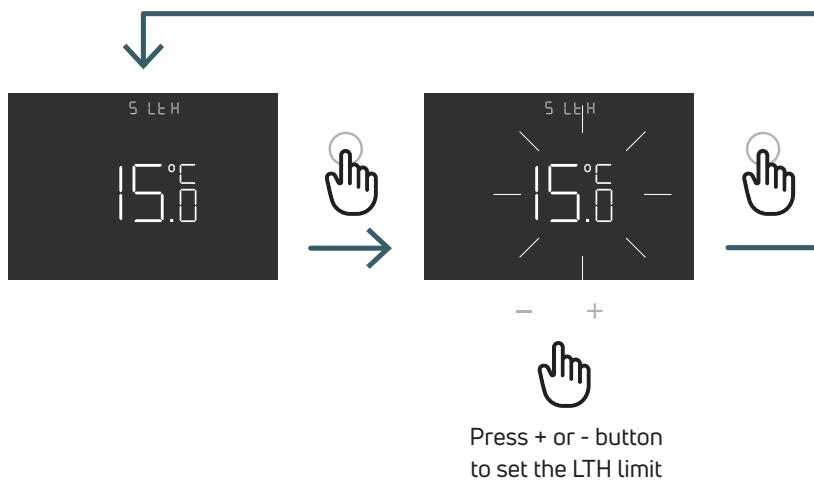 5 LtH
15.0 °C
5 LtH
15.0 °C
− +
Press + or - button
to set the LTH limit